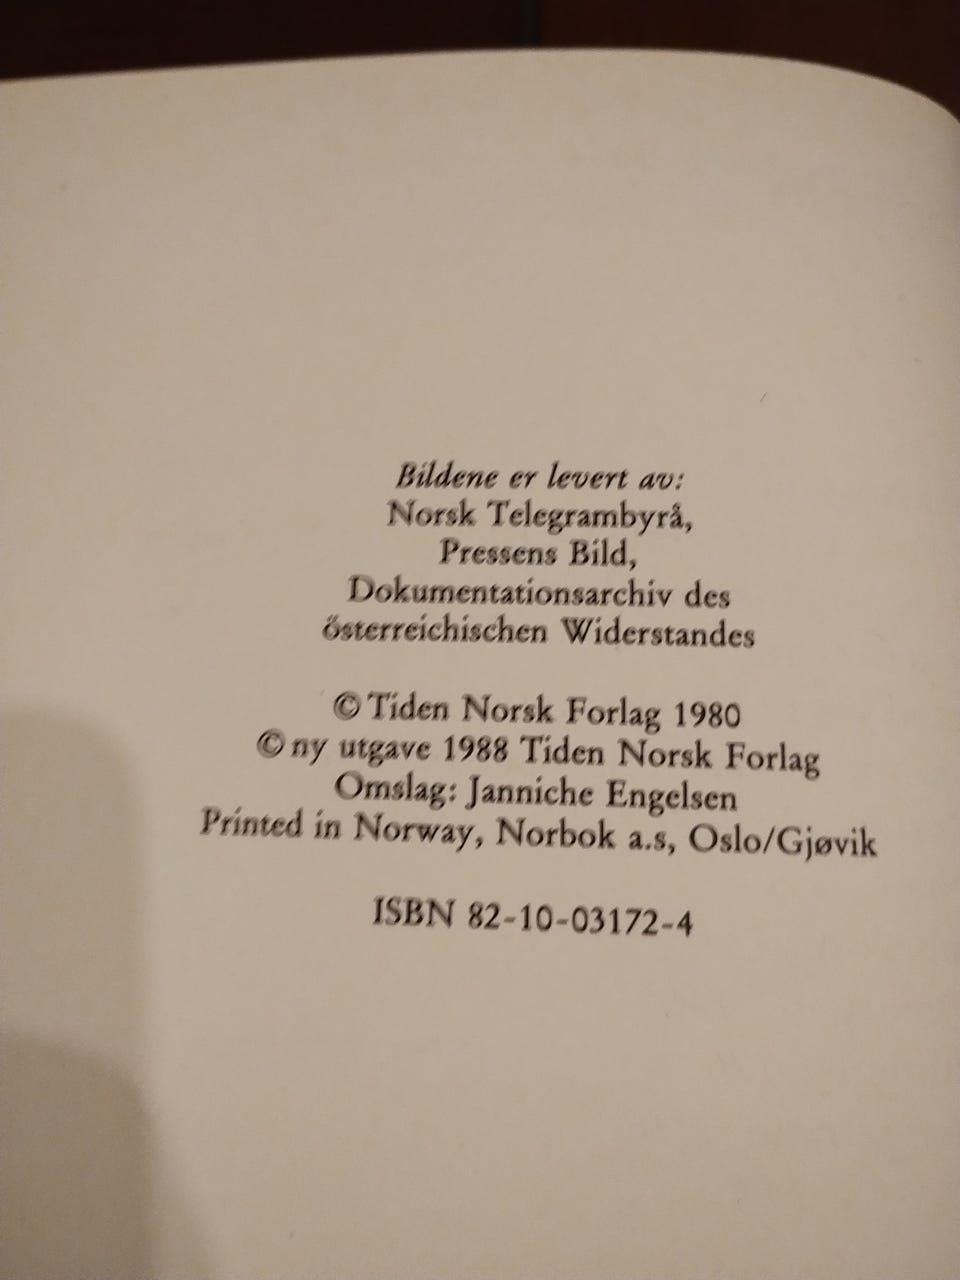 Bildene er levert av:
Norsk Telegrambyrå,
Pressens Bild,
Dokumentationsarchiv des
österreichischen Widerstandes
© Tiden Norsk Forlag 1980
© ny utgave 1988 Tiden Norsk Forlag
Omslag: Janniche Engelsen
Printed in Norway, Norbok a.s, Oslo/Gjøvik
ISBN 82-10-03172-4